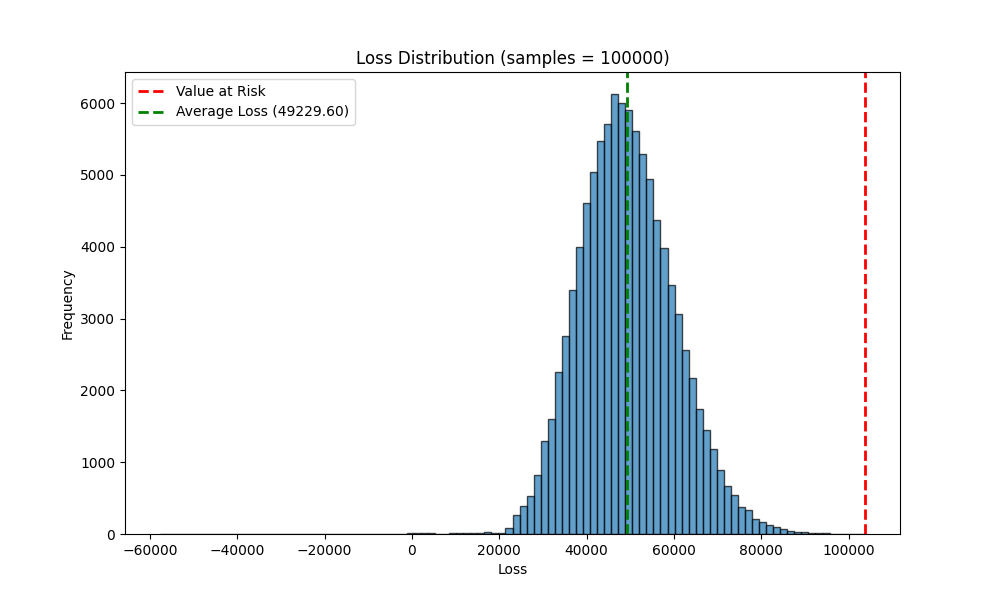 Loss Distribution (samples = 100000)
Value at Risk
Average Loss (49229.60)
Frequency
6000
5000
4000
3000
2000
1000
0
−60000 −40000 −20000 0 20000 40000 60000 80000 100000
Loss